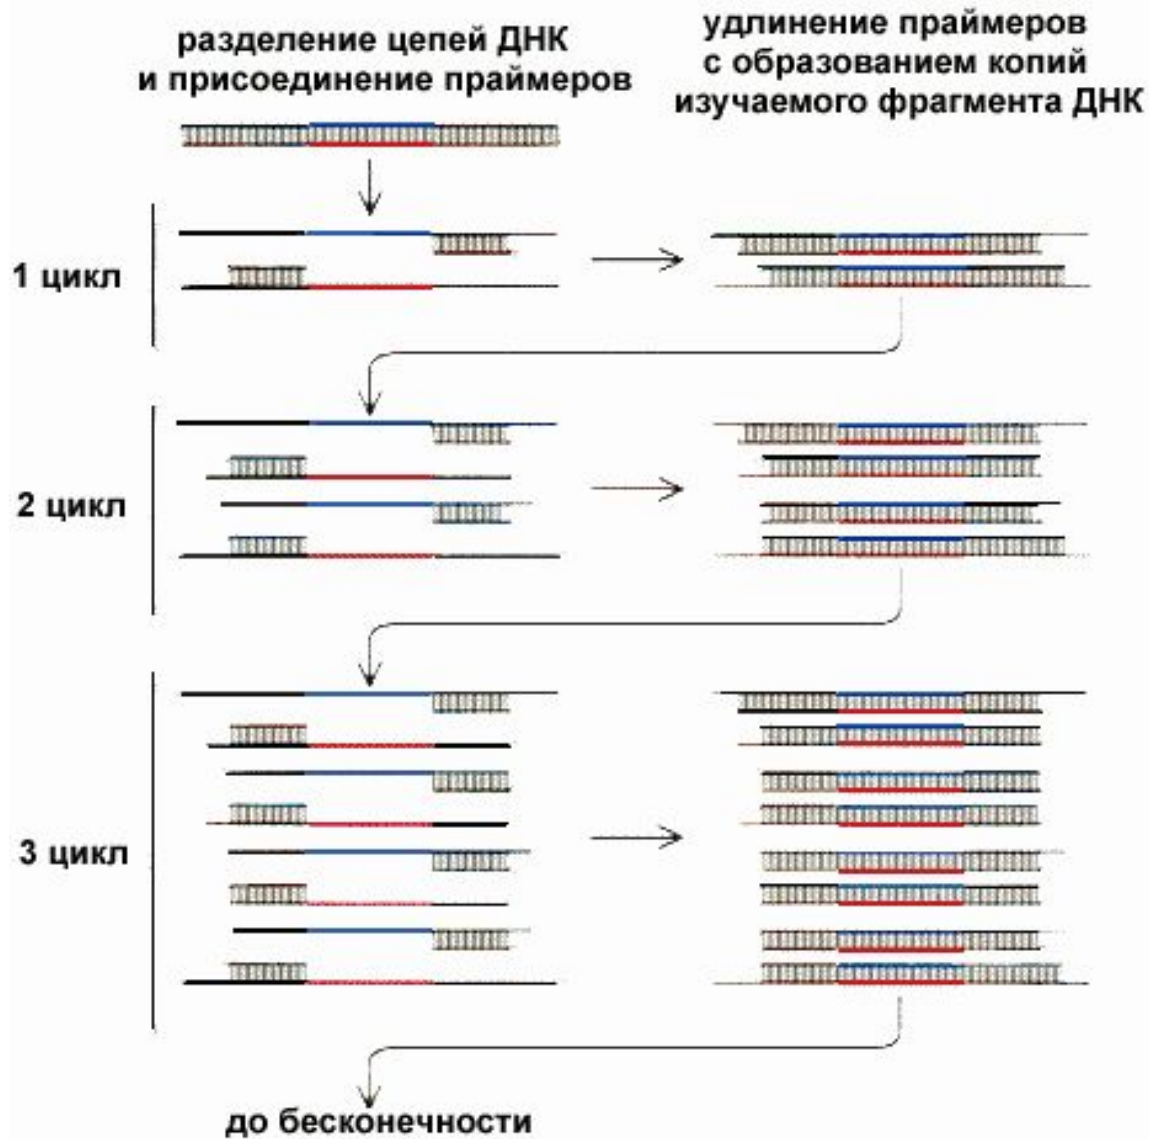 разделение цепей ДНК
и присоединение праймеров
удлинение праймеров
с образованием копий
изучаемого фрагмента ДНК
1 цикл
2 цикл
3 цикл
до бесконечности